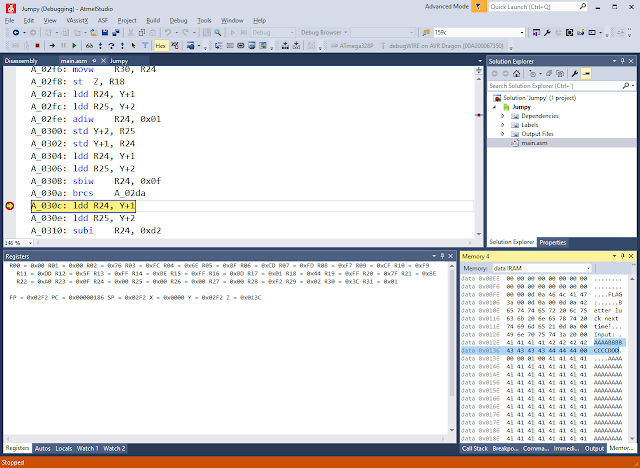 Jumpy (Debugging) - AtmelStudio
Advanced Mode
Quick Launch (Ctrl+Q)
File Edit View VAssistX ASF Project Build Debug Tools Window Help
Debug
Debug Browser
159c
Hex
ATmega328P
debugWIRE on AVR Dragon (00A200067350)
Disassembly main.asm Jumpy
A_02f6: movw R30, R24
A_02f8: st Z, R18
A_02fa: ldd R24, Y+1
A_02fc: ldd R25, Y+2
A_02fe: adiw R24, 0x01
A_0300: std Y+2, R25
A_0302: std Y+1, R24
A_0304: ldd R24, Y+1
A_0306: ldd R25, Y+2
A_0308: sbiw R24, 0x0f
A_030a: brcs A_02da
A_030c: ldd R24, Y+1
A_030e: ldd R25, Y+2
A_0310: subi R24, 0xd2
146 %
Solution Explorer
Search Solution Explorer (Ctrl+')
Solution 'Jumpy' (1 project)
Jumpy
Dependencies
Labels
Output Files
main.asm
Solution Explorer Properties
Registers
R00 = 0x00 R01 = 0x00 R02 = 0x76 R03 = 0xFC R04 = 0x6E R05 = 0x0F R06 = 0xCD R07 = 0xFD R08 = 0xF7 R09 = 0xCF R10 = 0xF9
R11 = 0xDD R12 = 0x5F R13 = 0xFF R14 = 0x0E R15 = 0xFF R16 = 0x8D R17 = 0x01 R18 = 0x44 R19 = 0xFF R20 = 0x7F R21 = 0x8E
R22 = 0xA0 R23 = 0x0F R24 = 0x00 R25 = 0x00 R26 = 0x00 R27 = 0x00 R28 = 0xF2 R29 = 0x02 R30 = 0x3C R31 = 0x01
FP = 0x02F2 PC = 0x00000186 SP = 0x02F2 X = 0x0000 Y = 0x02F2 Z = 0x013C
Registers Autos Locals Watch 1 Watch 2
Memory 4
Memory: data IRAM
data 0x00EE 00 00 00 00 00 00 00 00 ........
data 0x00F6 00 00 00 00 00 00 00 00 ........
data 0x00FE 00 00 0d 0a 46 4c 41 47 ....FLAG
data 0x0106 3a 00 0d 0a 00 0d 0a 42 :......B
data 0x010E 65 74 74 65 72 20 6c 75 etter lu
data 0x0116 63 6b 20 6e 65 78 74 20 ck next
data 0x011E 74 69 6d 65 21 0d 0a 00 time!...
data 0x0126 49 6e 70 75 74 3a 20 00 Input: .
data 0x012E 41 41 41 41 42 42 42 42 AAAABBBB
data 0x0136 43 43 43 43 44 44 44 00 CCCCDDD.
data 0x013E 00 00 01 00 41 41 41 41 ....AAAA
data 0x0146 41 41 41 41 41 41 41 41 AAAAAAAA
data 0x014E 41 41 41 41 41 41 41 41 AAAAAAAA
data 0x0156 41 41 41 41 41 41 41 41 AAAAAAAA
data 0x015E 41 41 41 41 41 41 41 41 AAAAAAAA
data 0x0166 41 41 41 41 41 41 41 41 AAAAAAAA
data 0x016E 41 41 41 41 41 41 41 41 AAAAAAAA
data 0x0176 41 41 41 41 41 41 41 41 AAAAAAAA
data 0x017E 41 41 41 41 41 41 41 41 AAAAAAAA
data 0x0186 41 41 41 41 41 41 41 41 AAAAAAAA
data 0x018E 41 41 41 41 41 41 41 41 AAAAAAAA
Call Stack Breakpo... Comma... Immedi... Output Memor...
Stopped